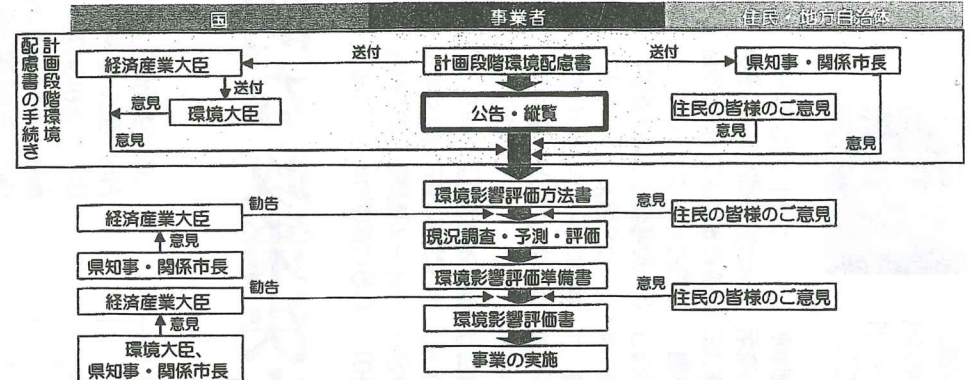 国
事業者
住民・地方自治体
計画段階環境
配慮書の手続き
経済産業大臣
送付
計画段階環境配慮書
送付
県知事・関係市長
送付
意見
環境大臣
公告・縦覧
住民の皆様のご意見
意見
意見
意見
環境影響評価方法書
経済産業大臣
勧告
意見
住民の皆様のご意見
意見
現況調査・予測・評価
県知事・関係市長
環境影響評価準備書
経済産業大臣
勧告
意見
住民の皆様のご意見
意見
環境影響評価書
環境大臣、
県知事・関係市長
事業の実施